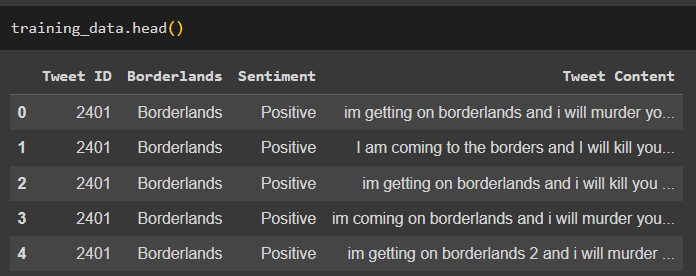 training_data.head()
Tweet ID Borderlands Sentiment Tweet Content
0 2401 Borderlands Positive im getting on borderlands and i will murder yo...
1 2401 Borderlands Positive I am coming to the borders and I will kill you...
2 2401 Borderlands Positive im getting on borderlands and i will kill you ...
3 2401 Borderlands Positive im coming on borderlands and i will murder you...
4 2401 Borderlands Positive im getting on borderlands 2 and i will murder ...